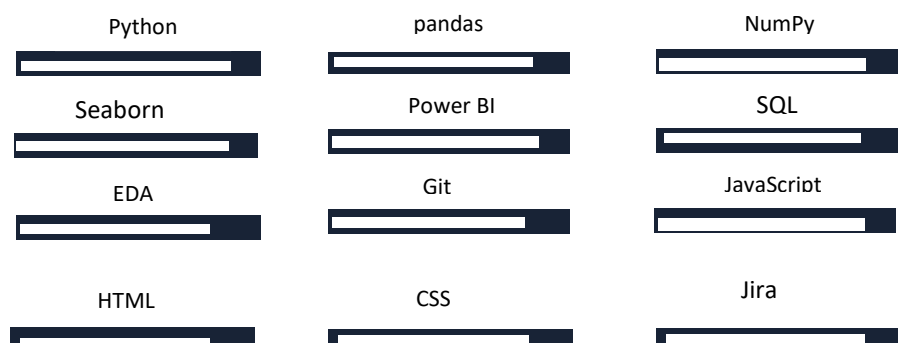 Python
pandas
NumPy
Seaborn
Power BI
SQL
EDA
Git
JavaScript
HTML
CSS
Jira